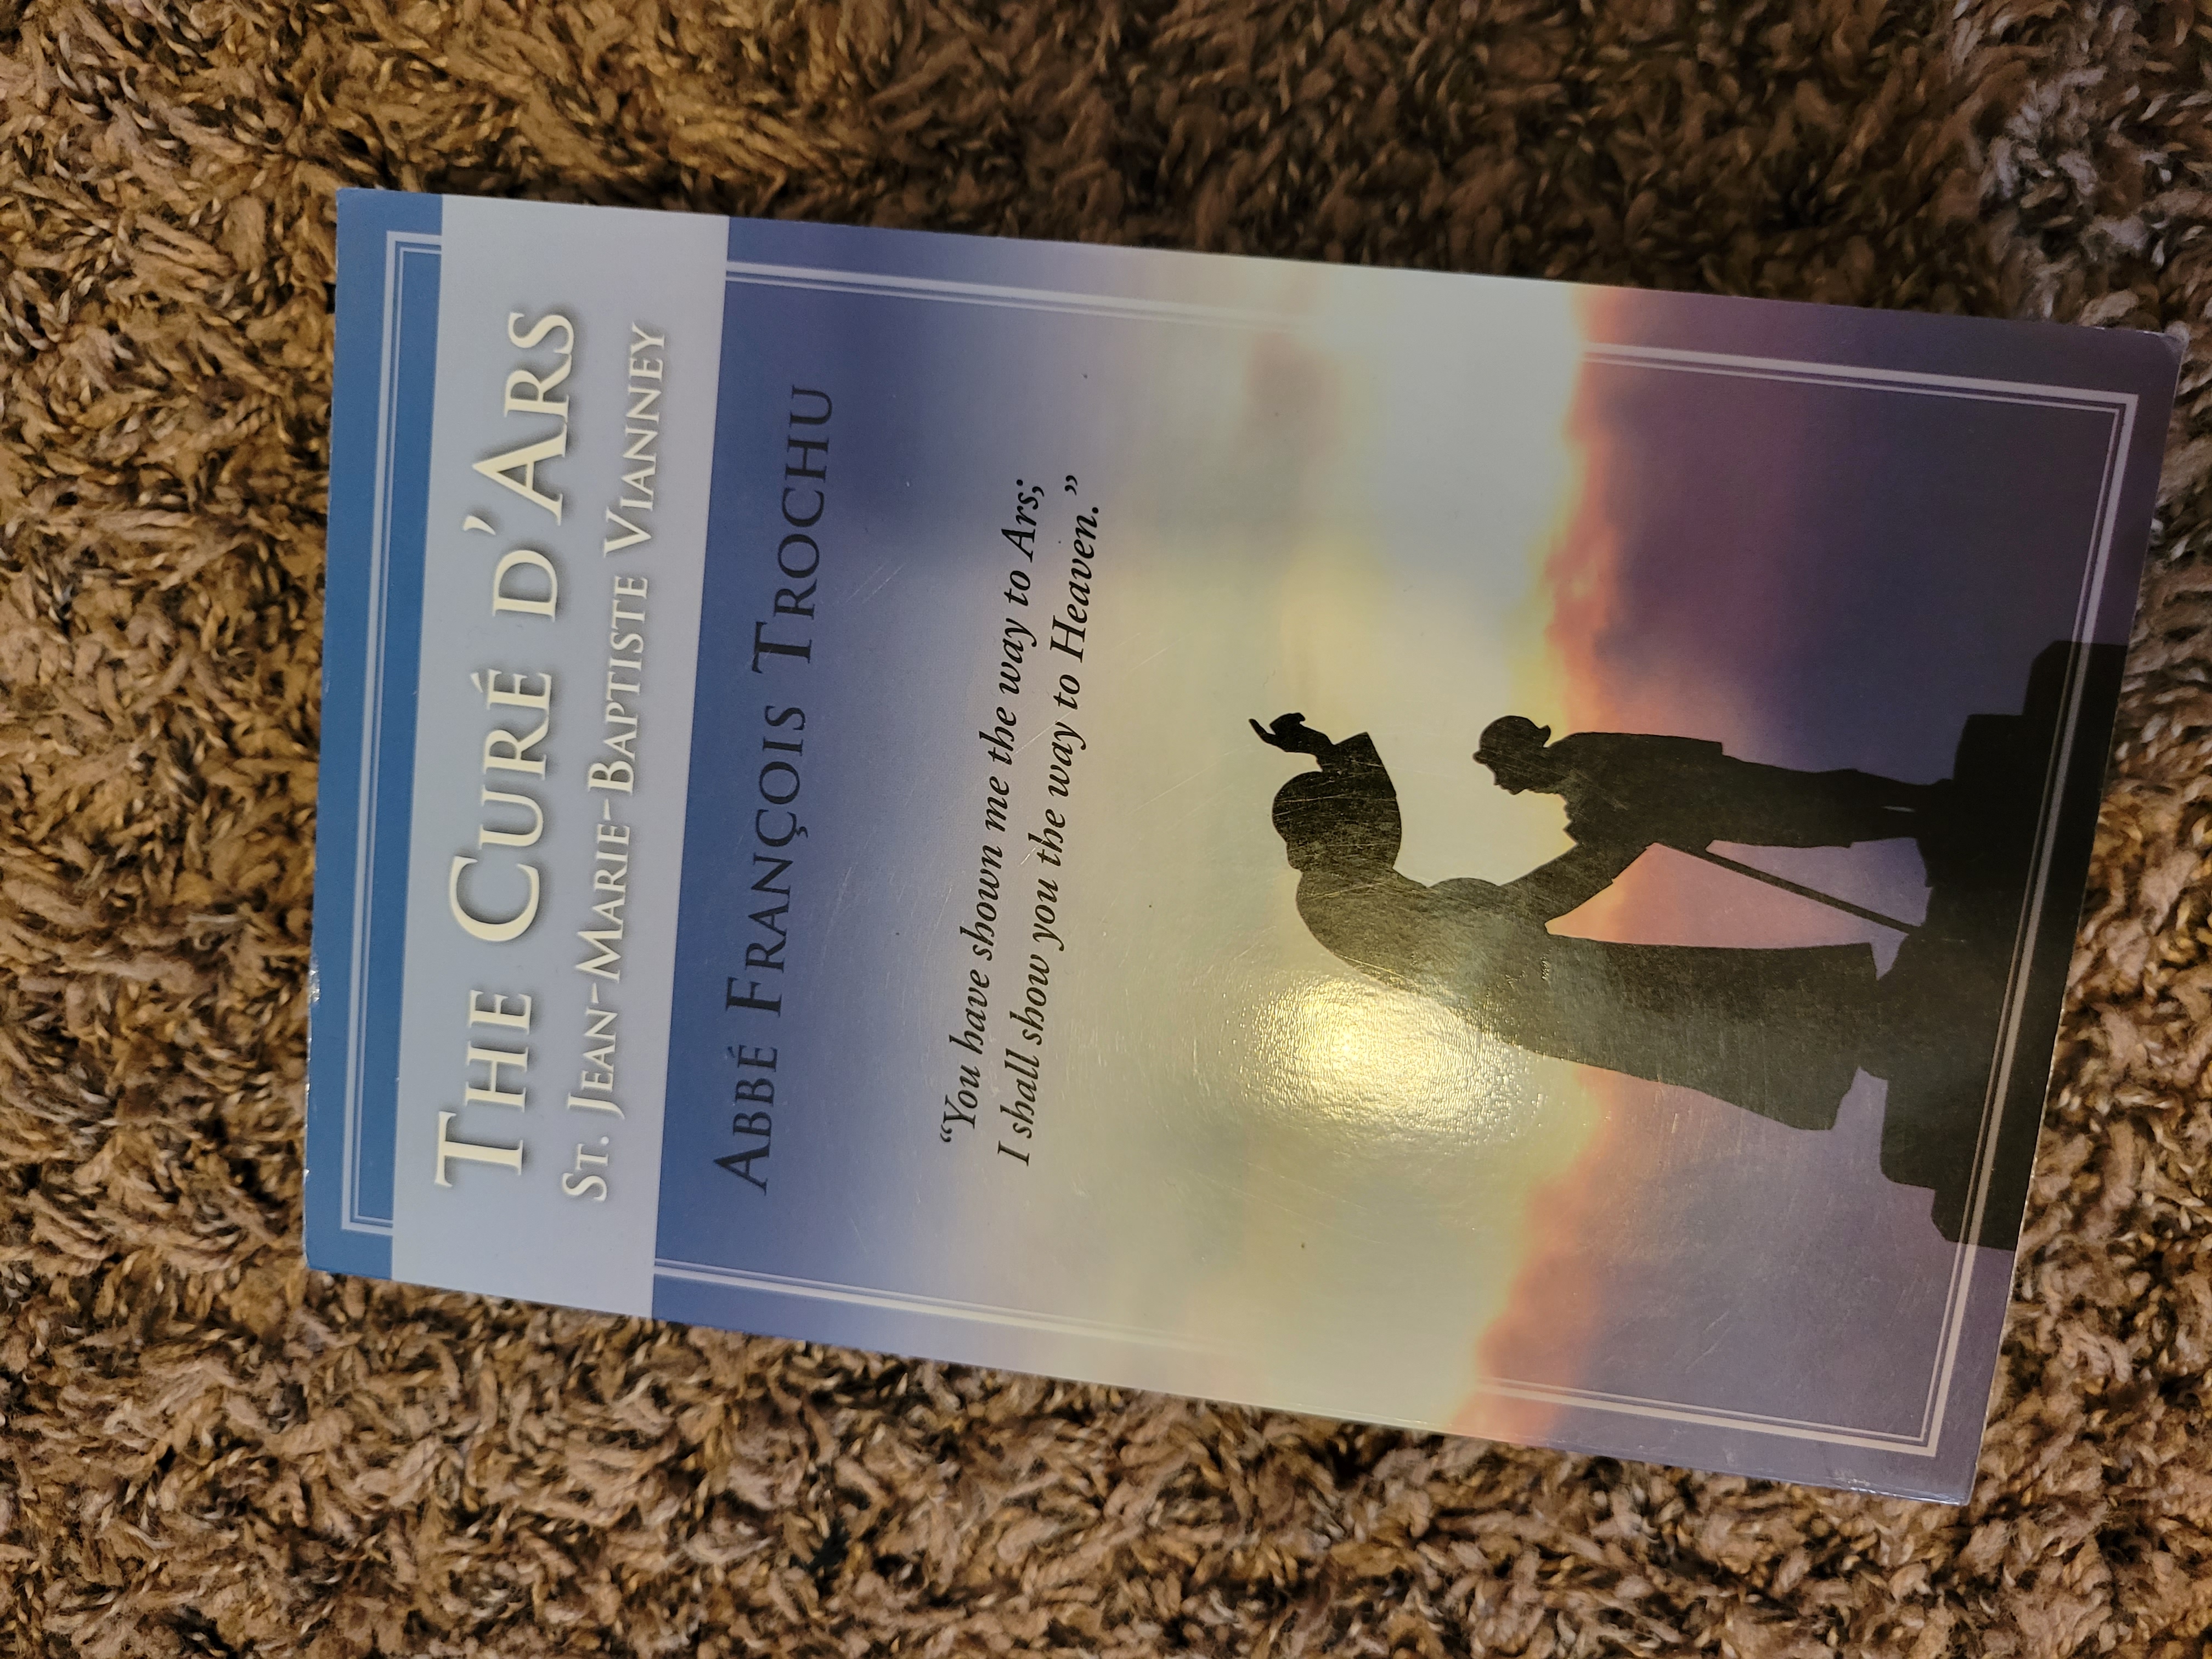 The Curé d'Ars
St. Jean-Marie-Baptiste Vianney
Abbé François Trochu
“You have shown me the way to Ars;
I shall show you the way to Heaven.”